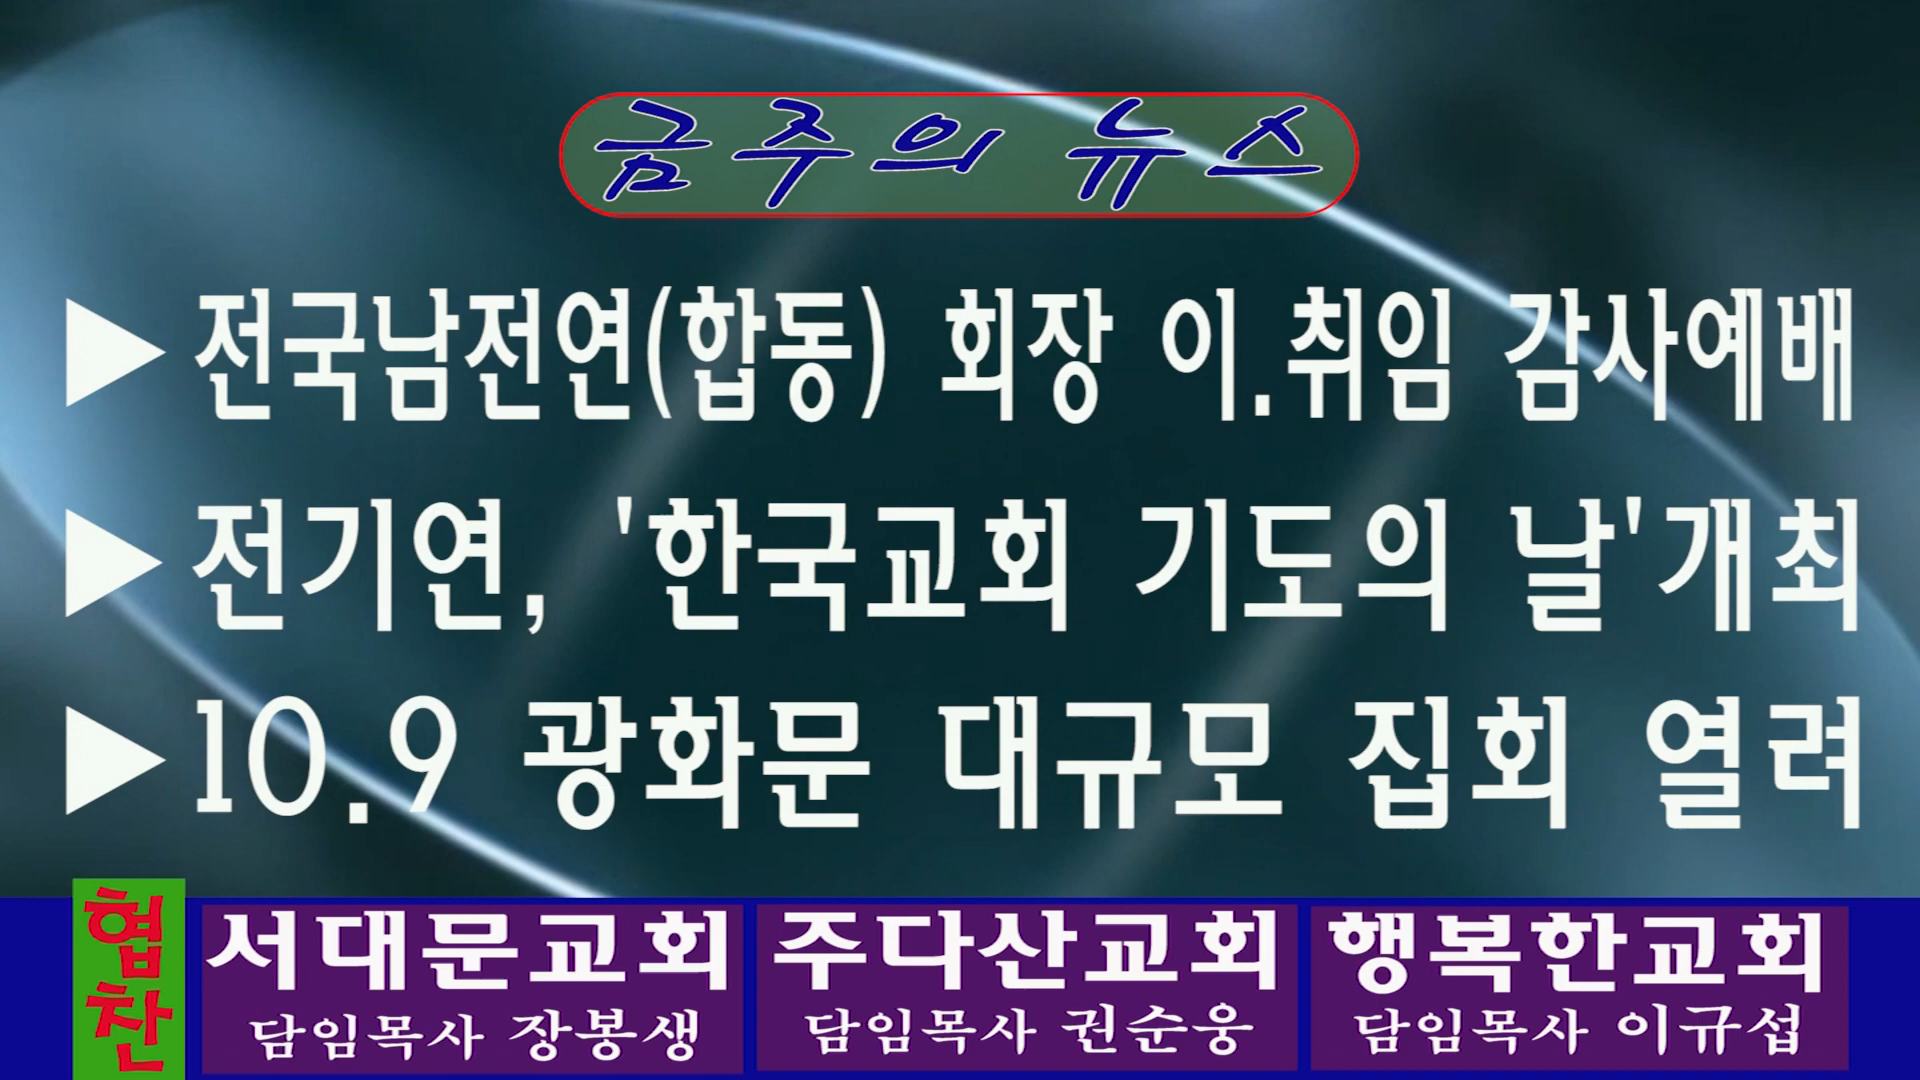 금주의 뉴스
▶전국남전연(합동) 회장 이.취임 감사예배
▶전기연, '한국교회 기도의 날'개최
▶10.9 광화문 대규모 집회 열려
협찬
서대문교회
담임목사 장봉생
주다산교회
담임목사 권순웅
행복한교회
담임목사 이규섭